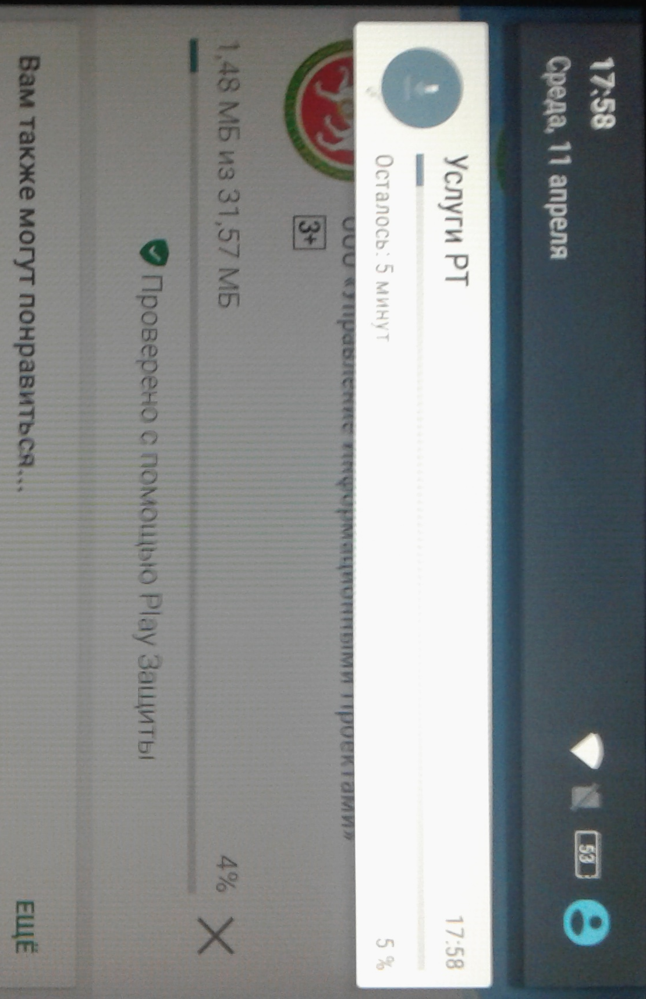 17:58
Среда, 11 апреля
53
Услуги РТ 17:58
Осталось: 5 минут 5 %
ООО «Управление Информационными Проектами»
3+
1,48 МБ из 31,57 МБ 4%
Проверено с помощью Play Защиты
Вам также могут понравиться... ЕЩЁ